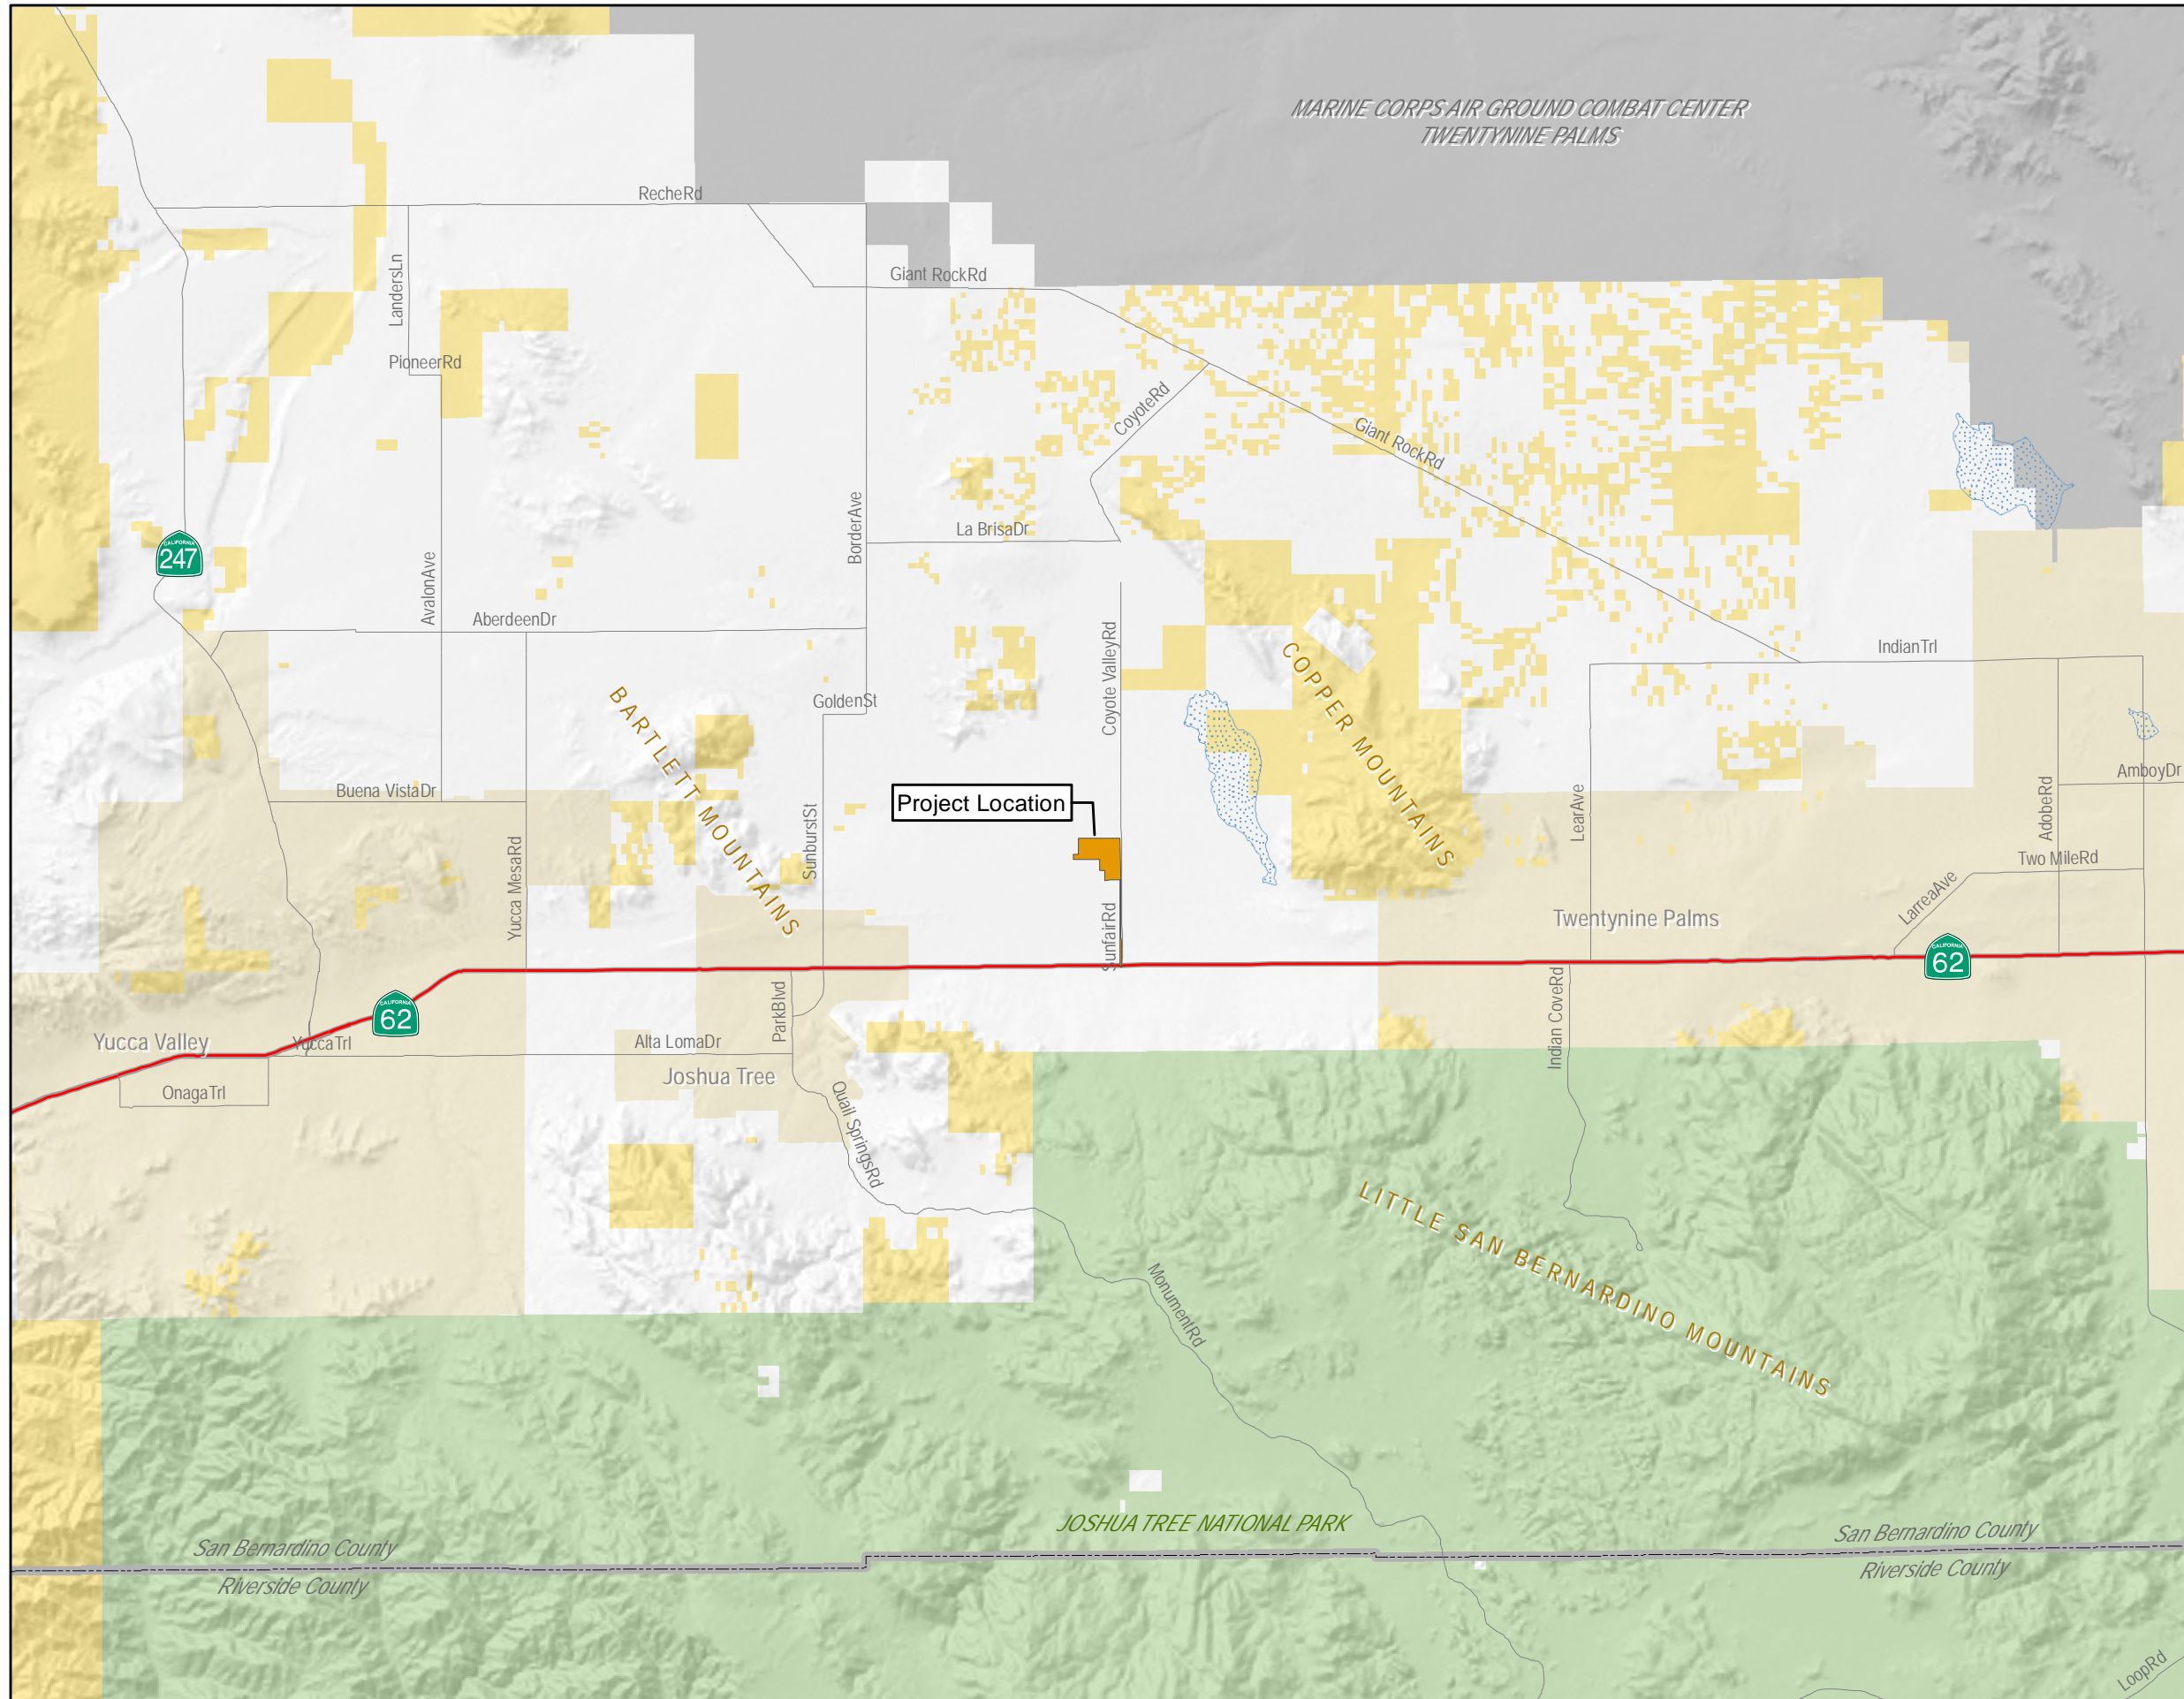 MARINE CORPS AIR GROUND COMBAT CENTER
TWENTYNINE PALMS
RecheRd
LandersLn
Giant RockRd
PioneerRd
CoyoteRd
Giant RockRd
BorderAve
La BrisaDr
CALIFORNIA
247
AvalonAve
AberdeenDr
Coyote ValleyRd
IndianTrl
COPPER MOUNTAINS
BARTLETT MOUNTAINS
GoldenSt
Buena VistaDr
Project Location
AmboyDr
LearAve
AdobeRd
SunburstSt
Two MileRd
Yucca MesaRd
LarreaAve
Twentynine Palms
SunfairRd
CALIFORNIA
62
CALIFORNIA
62
ParkBlvd
Indian CoveRd
Yucca Valley
YuccaTrl
Alta LomaDr
Joshua Tree
OnagaTrl
Quail SpringsRd
LITTLE SAN BERNARDINO MOUNTAINS
MonumentRd
JOSHUA TREE NATIONAL PARK
San Bernardino County
Riverside County
San Bernardino County
Riverside County
LoopRd